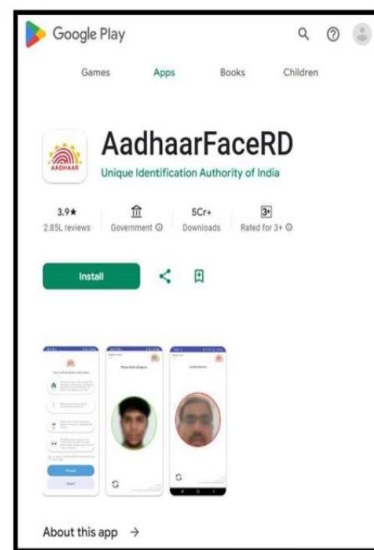 Google Play
Games Apps Books Children
AADHAAR
AadhaarFaceRD
Unique Identification Authority of India
3.9★ 5Cr+ 3+
2.85L reviews Government Downloads Rated for 3+
Install
About this app →